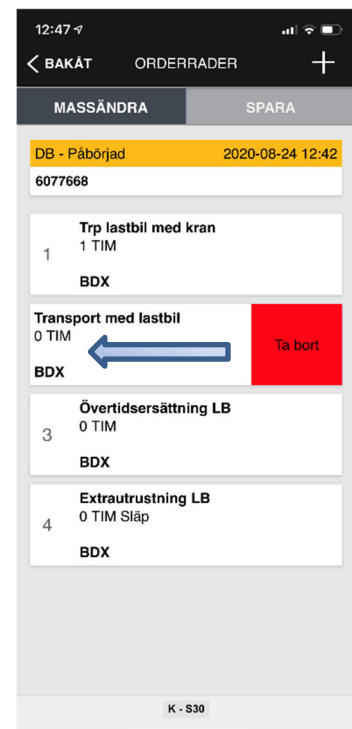 12:47
BAKÅT ORDERRADER
MASSÄNDRA SPARA
DB - Påbörjad 2020-08-24 12:42
6077668
Trp lastbil med kran
1 1 TIM
BDX
Transport med lastbil
0 TIM
Ta bort
BDX
Övertidsersättning LB
3 0 TIM
BDX
Extrautrustning LB
4 0 TIM Släp
BDX
K - S30